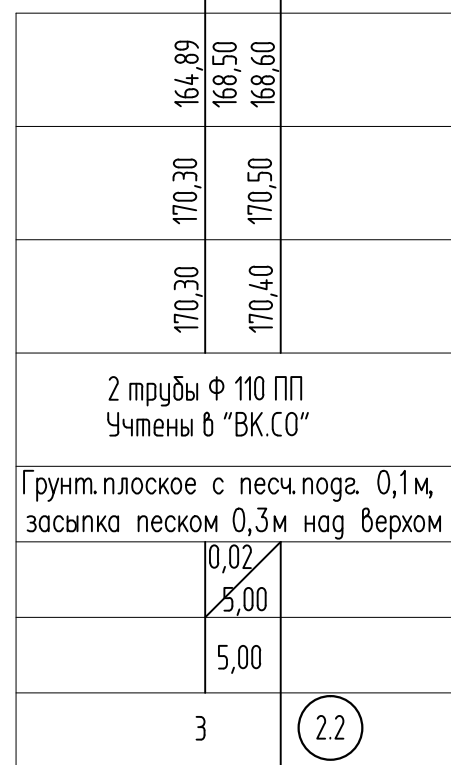 164,89 168,50 168,60
170,30 170,50
170,30 170,40
2 трубы Ф 110 ПП
Учтены в "ВК.СО"
Грунт.плоское с песч.подг. 0,1м,
засыпка песком 0,3м над верхом
0,02
5,00
5,00
3 2.2